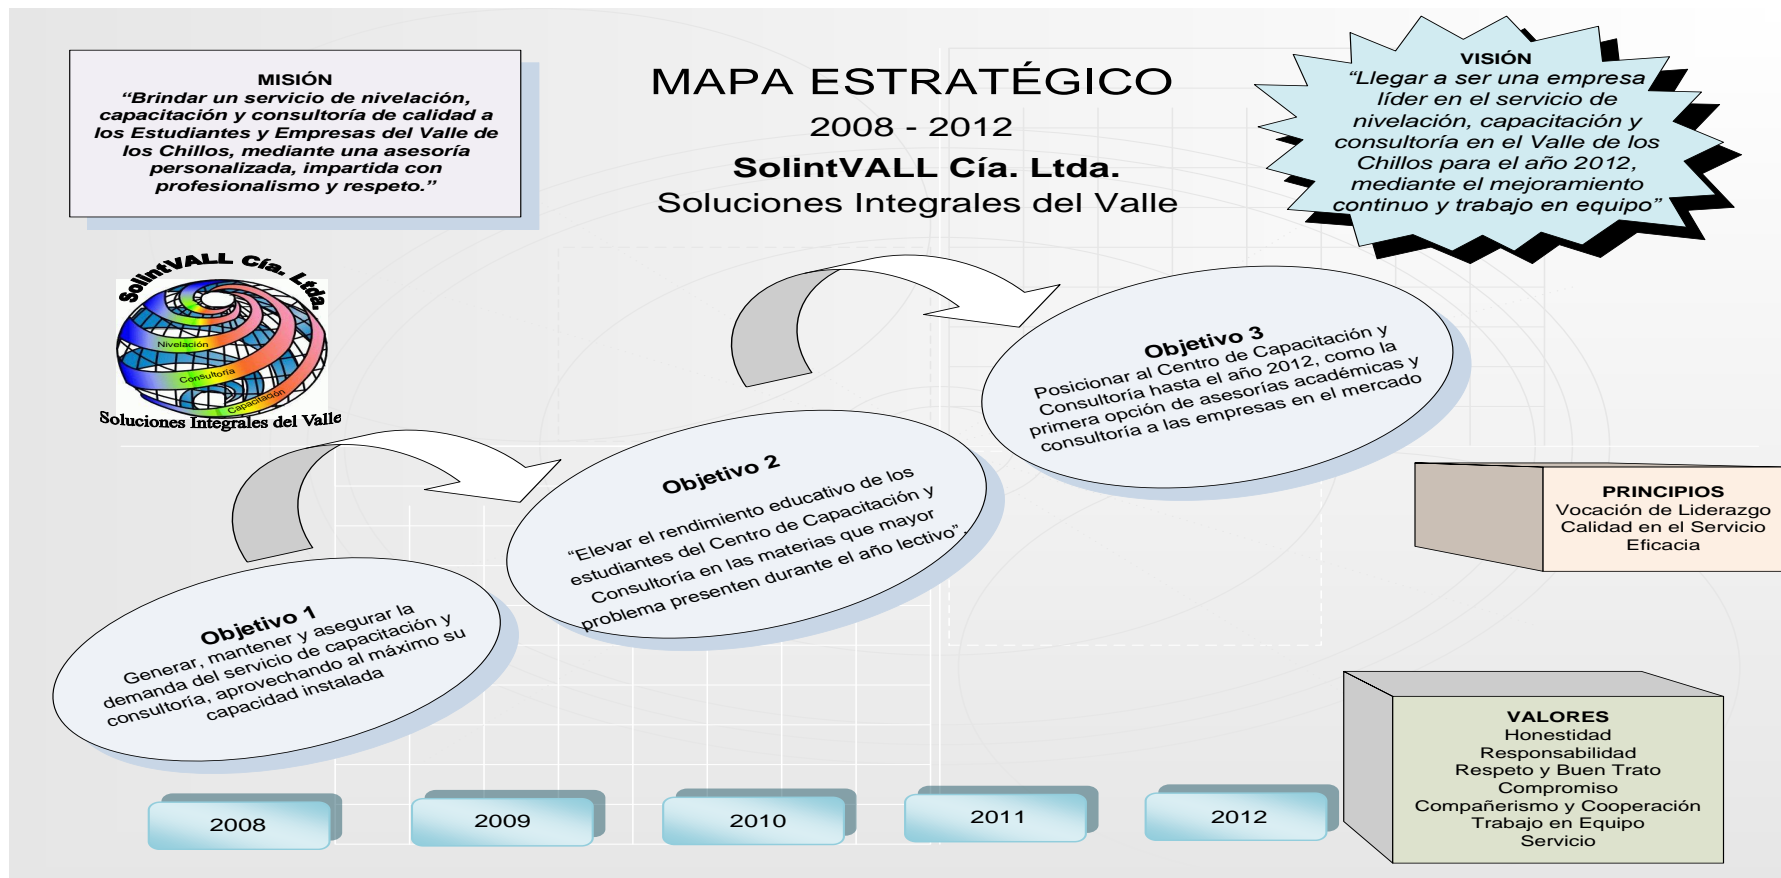 MISIÓN
“Brindar un servicio de nivelación,
capacitación y consultoría de calidad a
los Estudiantes y Empresas del Valle de
los Chillos, mediante una asesoría
personalizada, impartida con
profesionalismo y respeto.”
MAPA ESTRATÉGICO
2008 - 2012
SolintVALL Cía. Ltda.
Soluciones Integrales del Valle
VISIÓN
“Llegar a ser una empresa
líder en el servicio de
nivelación, capacitación y
consultoría en el Valle de los
Chillos para el año 2012,
mediante el mejoramiento
continuo y trabajo en equipo”
SolintVALL Cía. Ltda.
Nivelación
Consultoría
Capacitación
Soluciones Integrales del Valle
Objetivo 3
Posicionar al Centro de Capacitación y
Consultoría hasta el año 2012, como la
primera opción de asesorías académicas y
consultoría a las empresas en el mercado
Objetivo 2
“Elevar el rendimiento educativo de los
estudiantes del Centro de Capacitación y
Consultoría en las materias que mayor
problema presenten durante el año lectivo”.
Objetivo 1
Generar, mantener y asegurar la
demanda del servicio de capacitación y
consultoría, aprovechando al máximo su
capacidad instalada
PRINCIPIOS
Vocación de Liderazgo
Calidad en el Servicio
Eficacia
VALORES
Honestidad
Responsabilidad
Respeto y Buen Trato
Compromiso
Compañerismo y Cooperación
Trabajo en Equipo
Servicio
2008
2009
2010
2011
2012